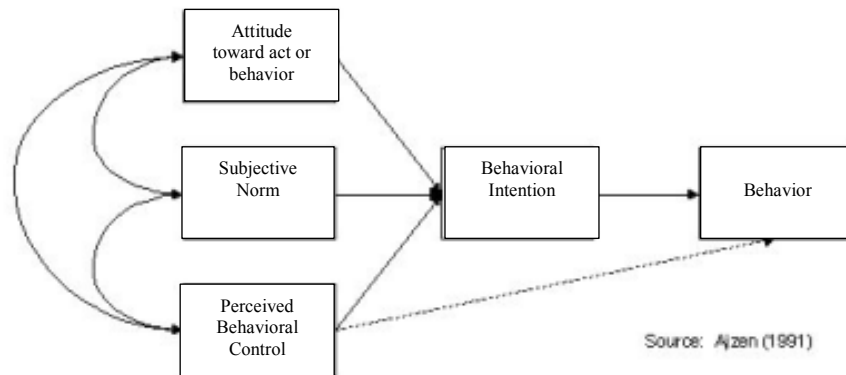 Attitude
toward act or
behavior
Subjective
Norm
Behavioral
Intention
Behavior
Perceived
Behavioral
Control
Source: Ajzen (1991)